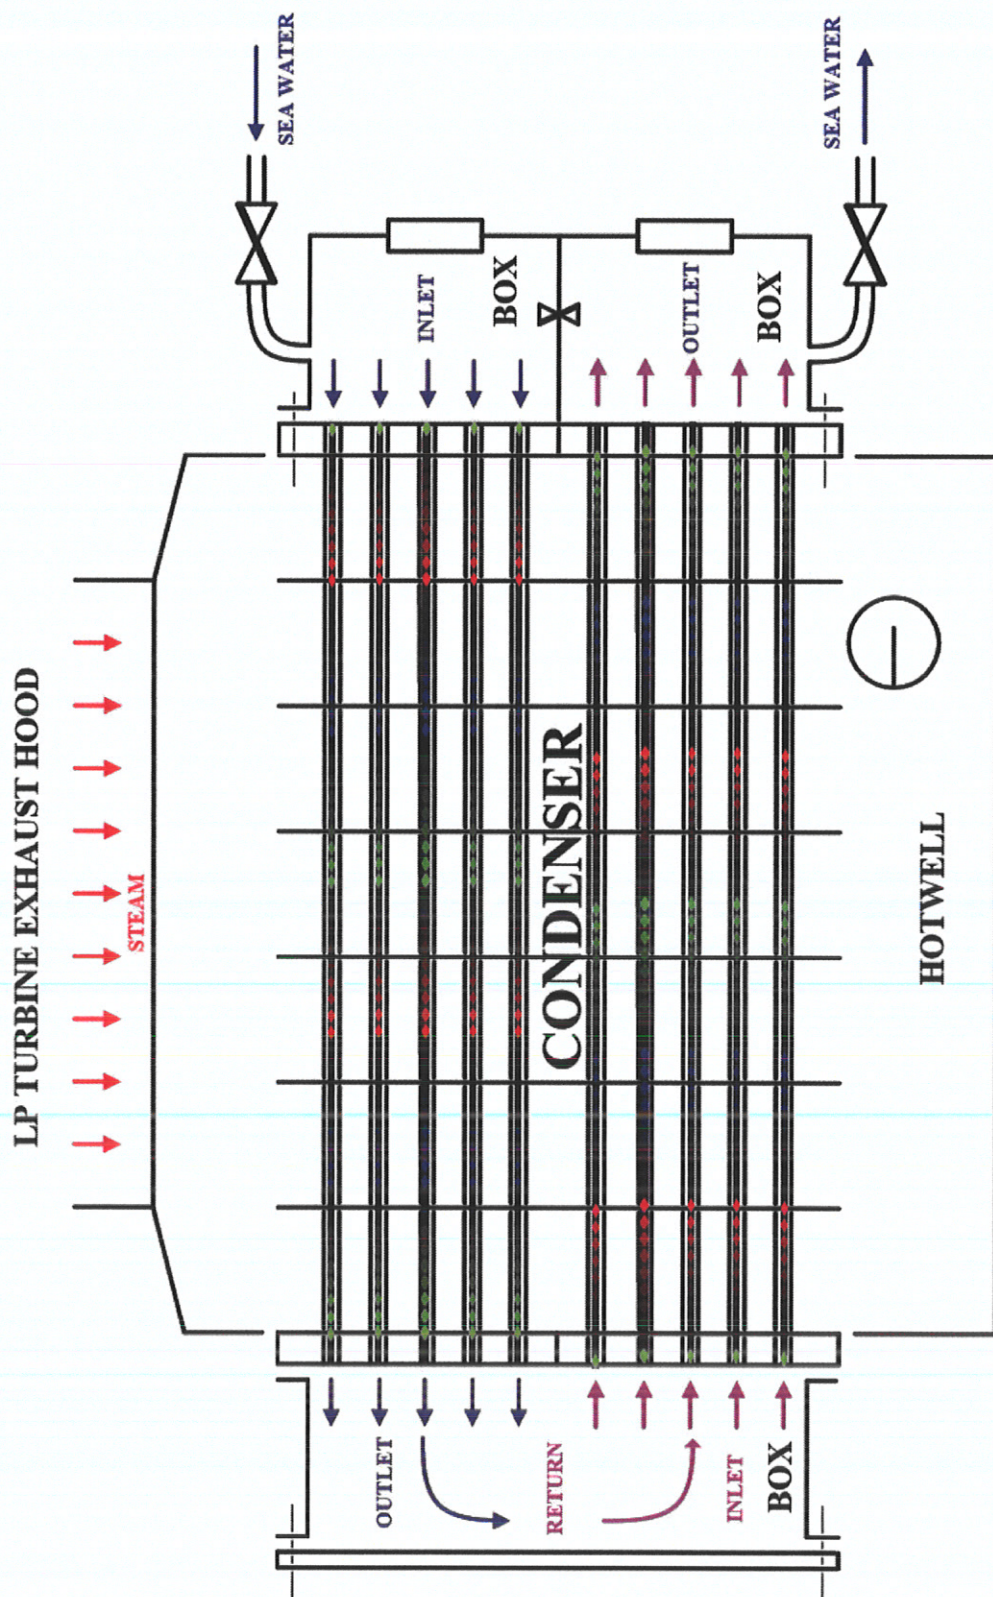 LP TURBINE EXHAUST HOOD
STEAM
SEA WATER
SEA WATER
INLET
BOX
OUTLET
BOX
CONDENSER
HOTWELL
OUTLET
RETURN
INLET
BOX